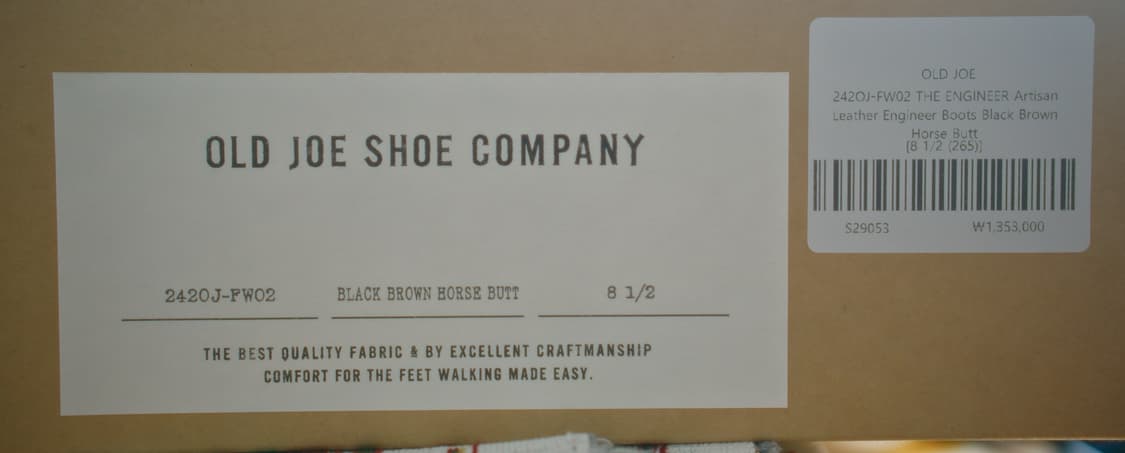 OLD JOE SHOE COMPANY
242OJ-FW02 BLACK BROWN HORSE BUTT 8 1/2
THE BEST QUALITY FABRIC & BY EXCELLENT CRAFTMANSHIP
COMFORT FOR THE FEET WALKING MADE EASY.
OLD JOE
242OJ-FW02 THE ENGINEER Artisan
Leather Engineer Boots Black Brown
Horse Butt
[8 1/2 (265)]
S29053 ₩1,353,000